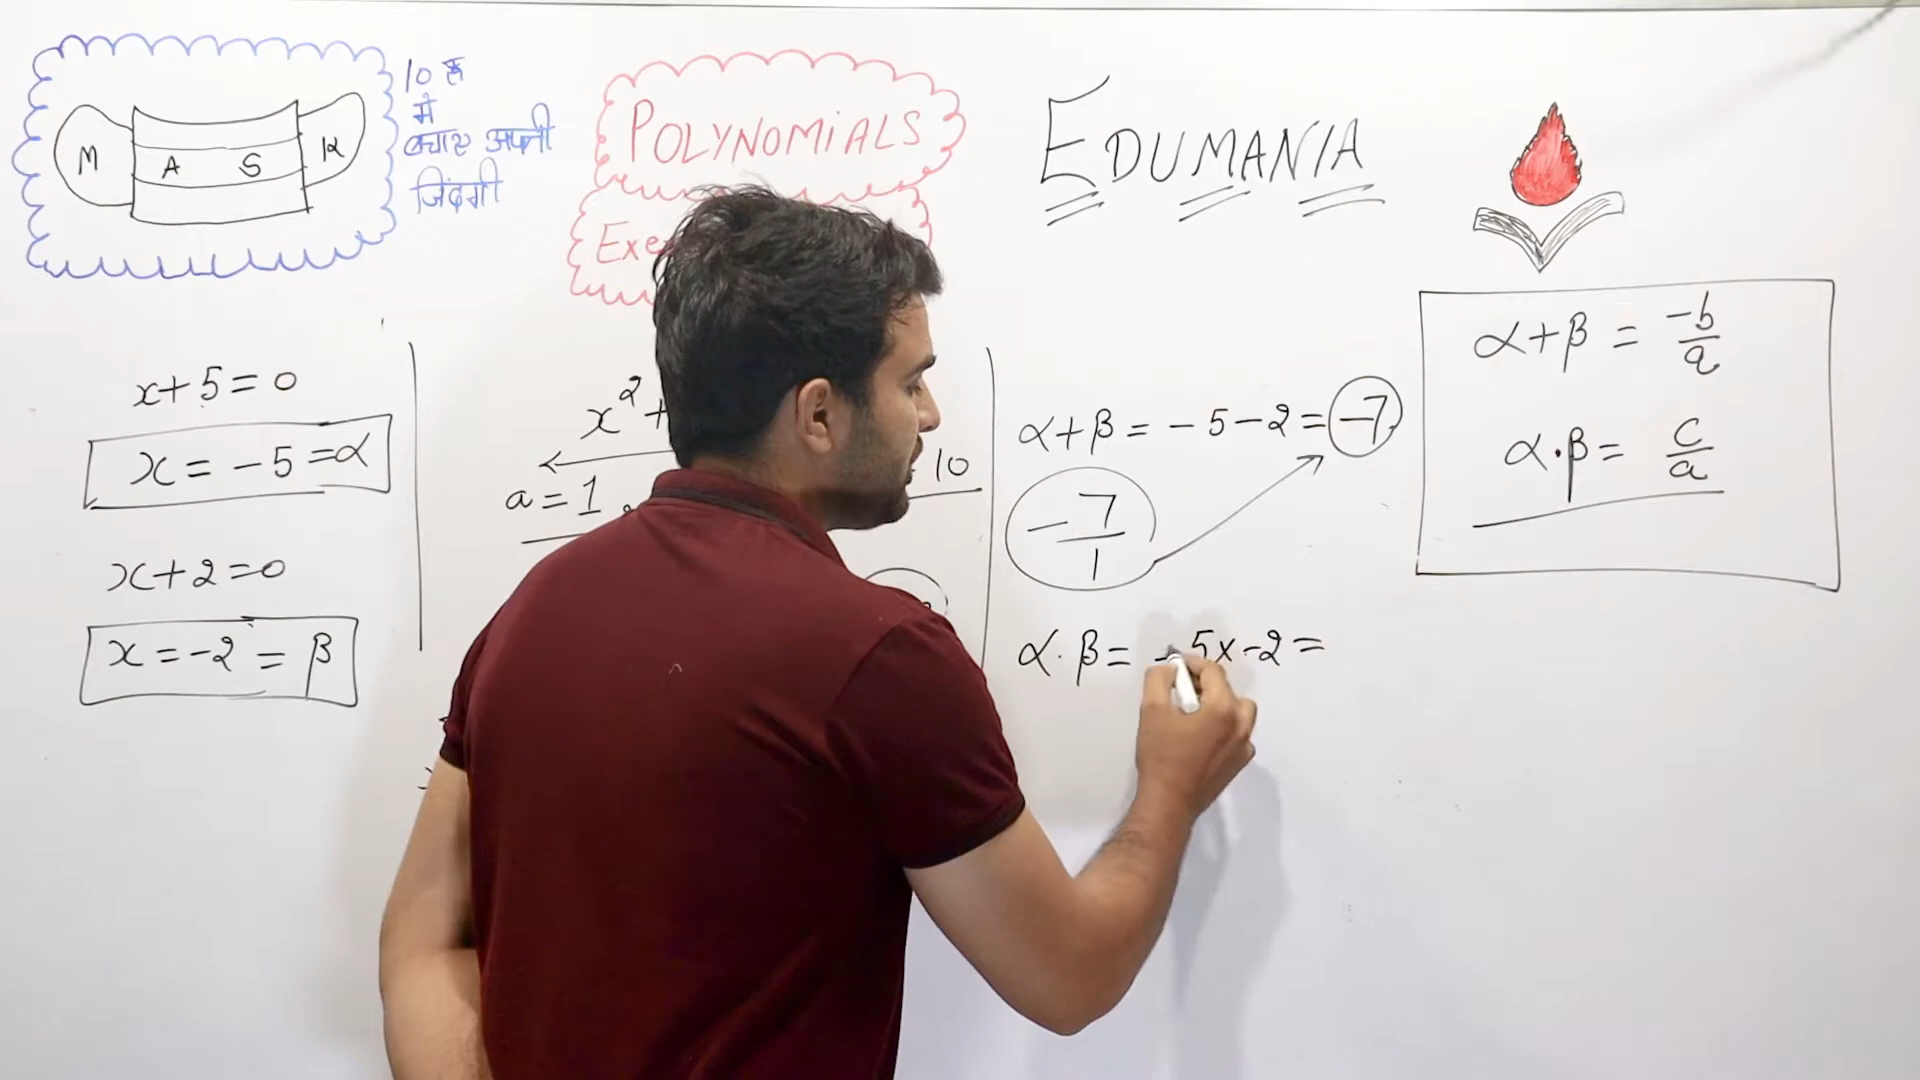 M A S K
10 रु
में
बचाए अपनी
जिंदगी
POLYNOMIALS
EDUMANIA
x+5=0
x = -5 = α
x+2=0
x = -2 = β
x² +
a = 1
10
α+β = -5-2 = -7
-7/1
α·β = -5x-2=
α+β = -b/a
α·β = c/a